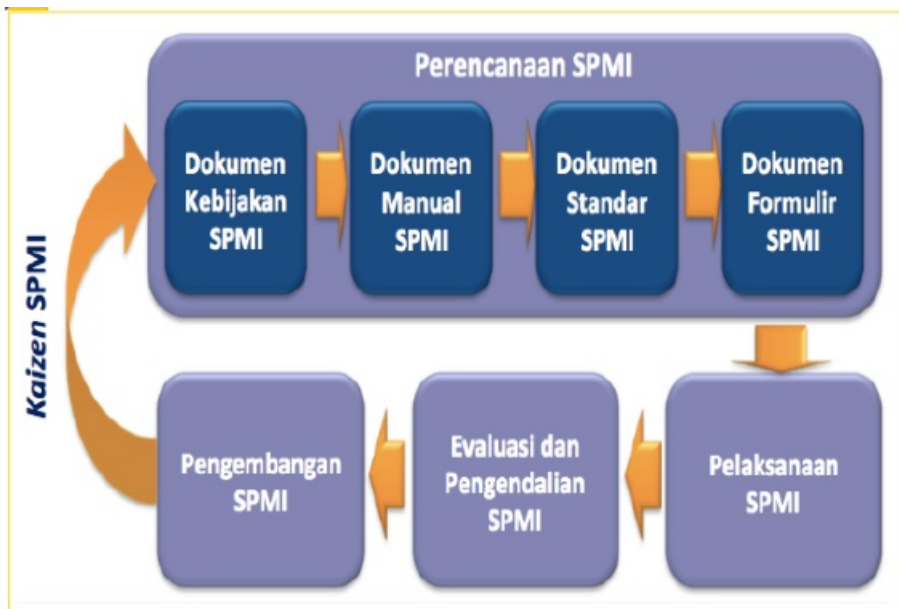 Perencanaan SPMI
Dokumen
Kebijakan
SPMI
Dokumen
Manual
SPMI
Dokumen
Standar
SPMI
Dokumen
Formulir
SPMI
Kaizen SPMI
Pengembangan
SPMI
Evaluasi dan
Pengendalian
SPMI
Pelaksanaan
SPMI